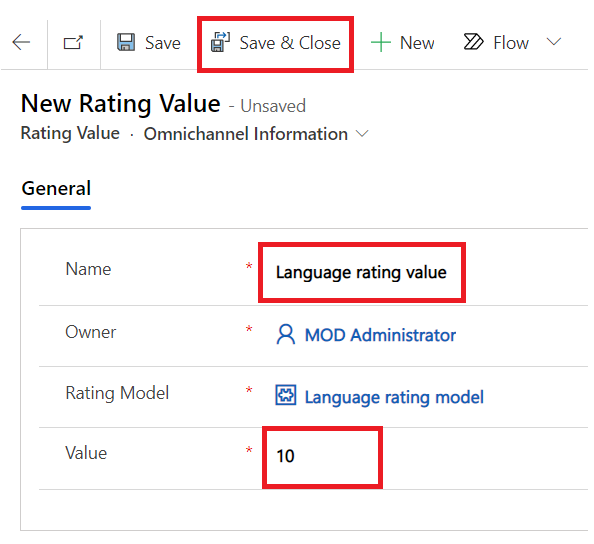 Save Save & Close New Flow
New Rating Value - Unsaved
Rating Value · Omnichannel Information
General
Name * Language rating value
Owner * MOD Administrator
Rating Model * Language rating model
Value * 10